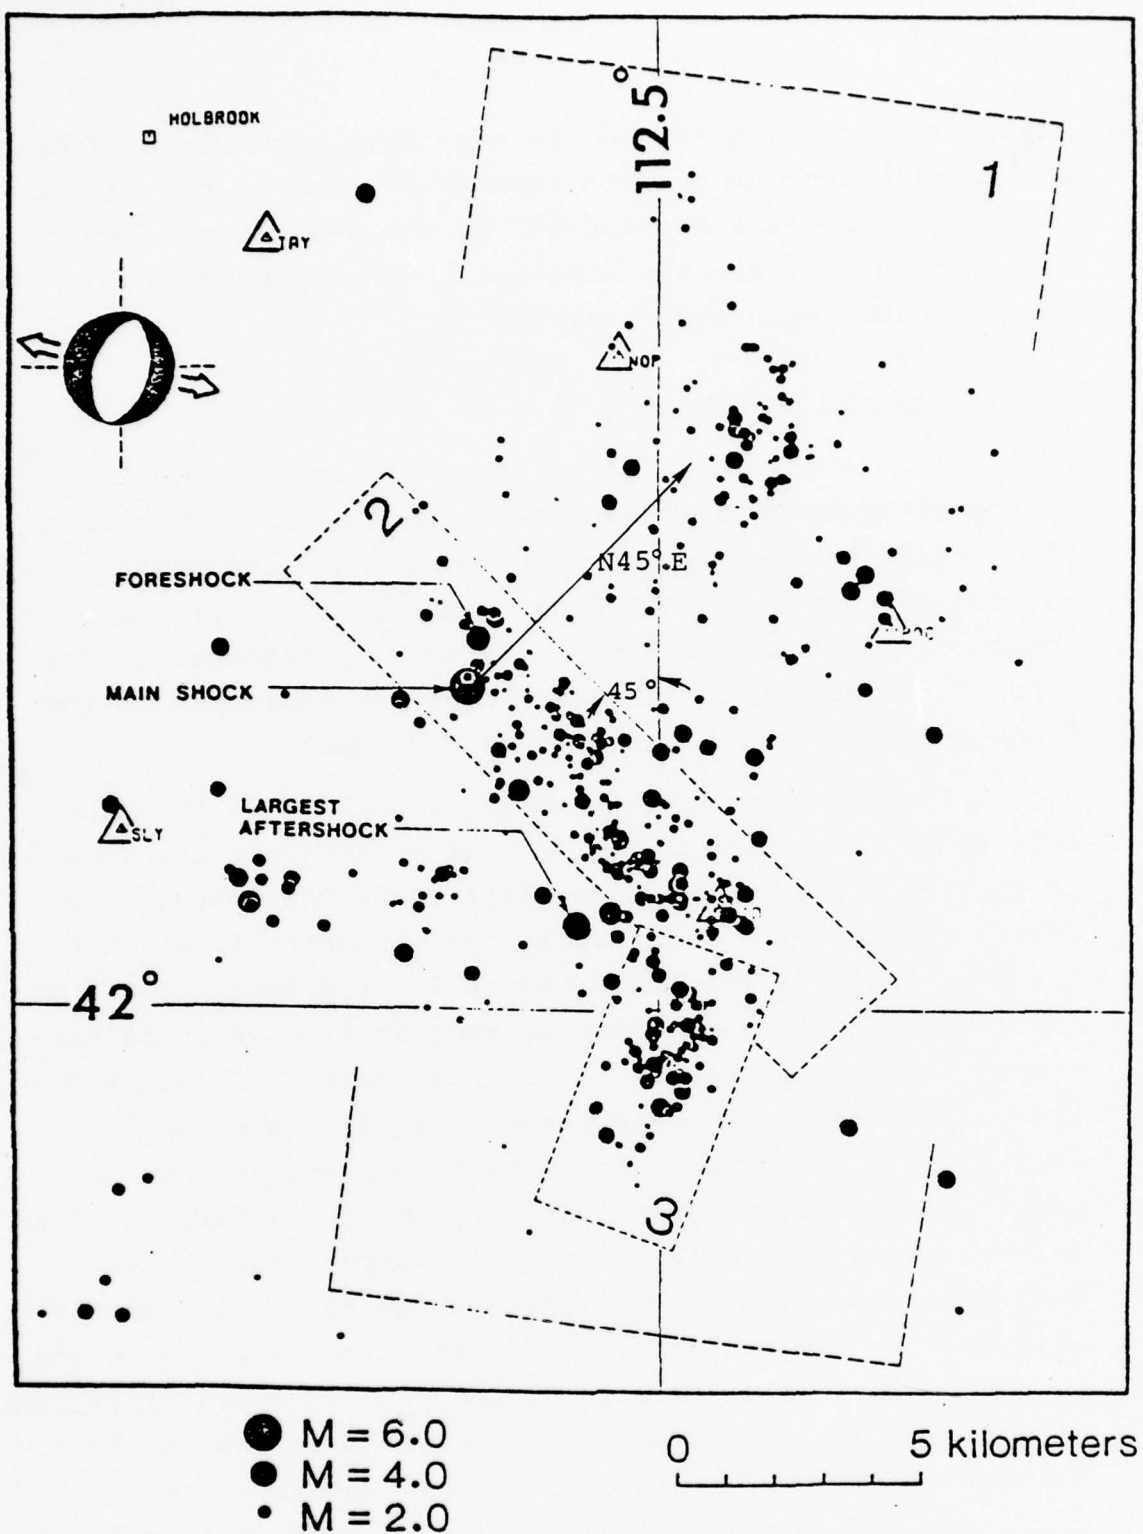 HOLBROOK
112.5°
1
TAY
NOP
2
N45°E
FORESHOCK
MAIN SHOCK
45°
LARGEST
AFTERSHOCK
SLY
42°
3
M = 6.0
M = 4.0
M = 2.0
0 5 kilometers